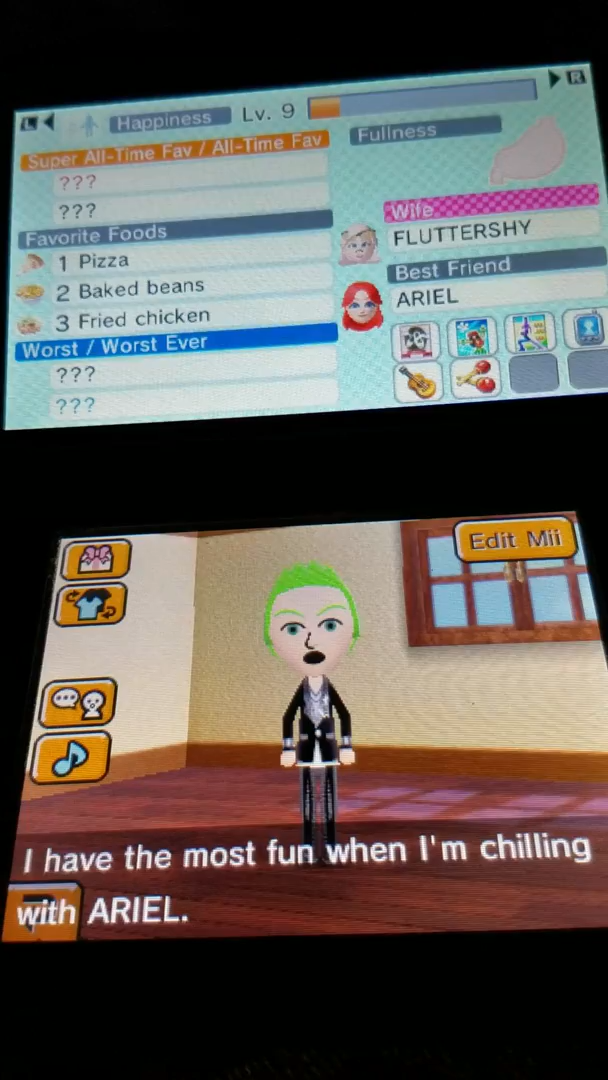 L
Happiness Lv. 9
R
Super All-Time Fav / All-Time Fav
???
???
Favorite Foods
1 Pizza
2 Baked beans
3 Fried chicken
Worst / Worst Ever
???
???
Fullness
Wife
FLUTTERSHY
Best Friend
ARIEL
Edit Mii
I have the most fun when I'm chilling
with ARIEL.